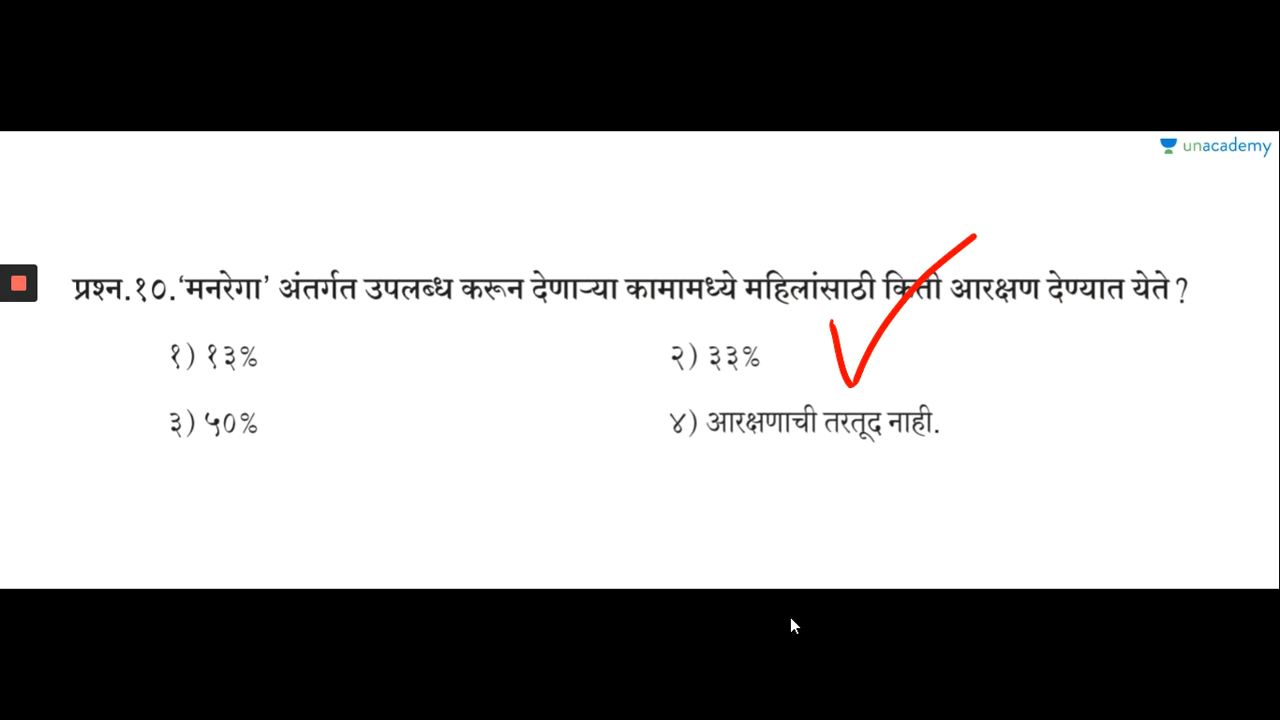 unacademy
प्रश्न.१०.‘मनरेगा’ अंतर्गत उपलब्ध करून देणाऱ्या कामामध्ये महिलांसाठी किती आरक्षण देण्यात येते ?
१) १३% २) ३३%
३) ५०% ४) आरक्षणाची तरतूद नाही.